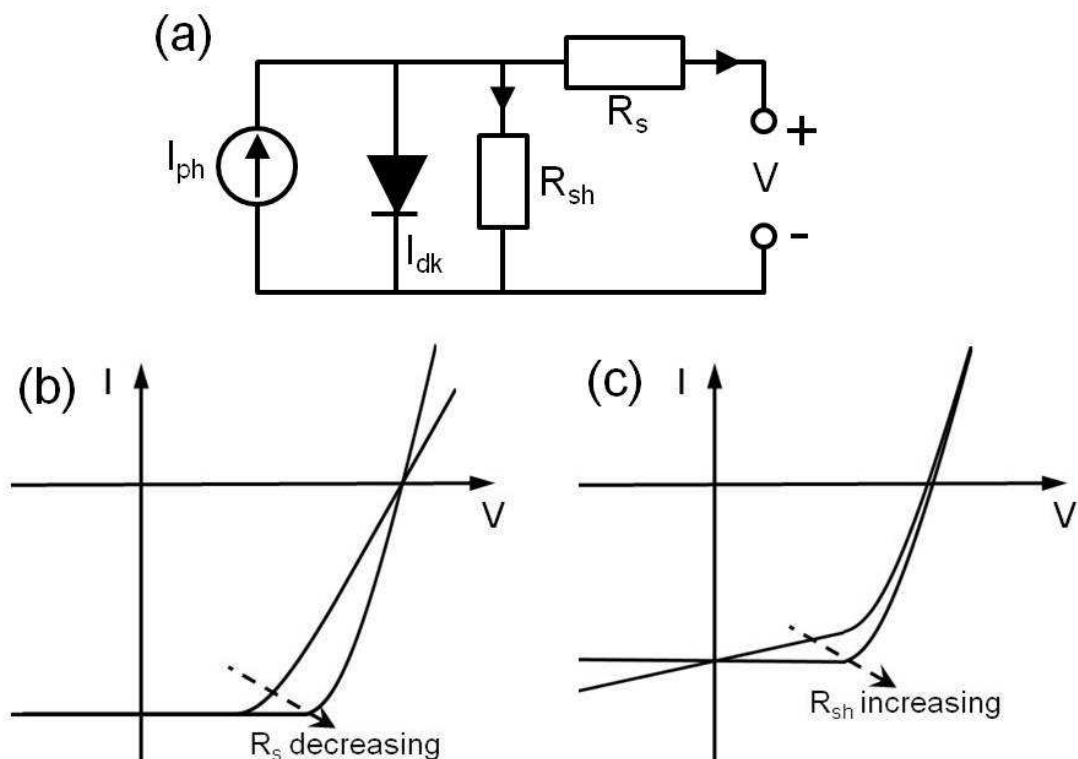 (a)
R_s
I_ph
+
V
-
R_sh
I_dk
(b)
I
V
R_s decreasing
(c)
I
V
R_sh increasing